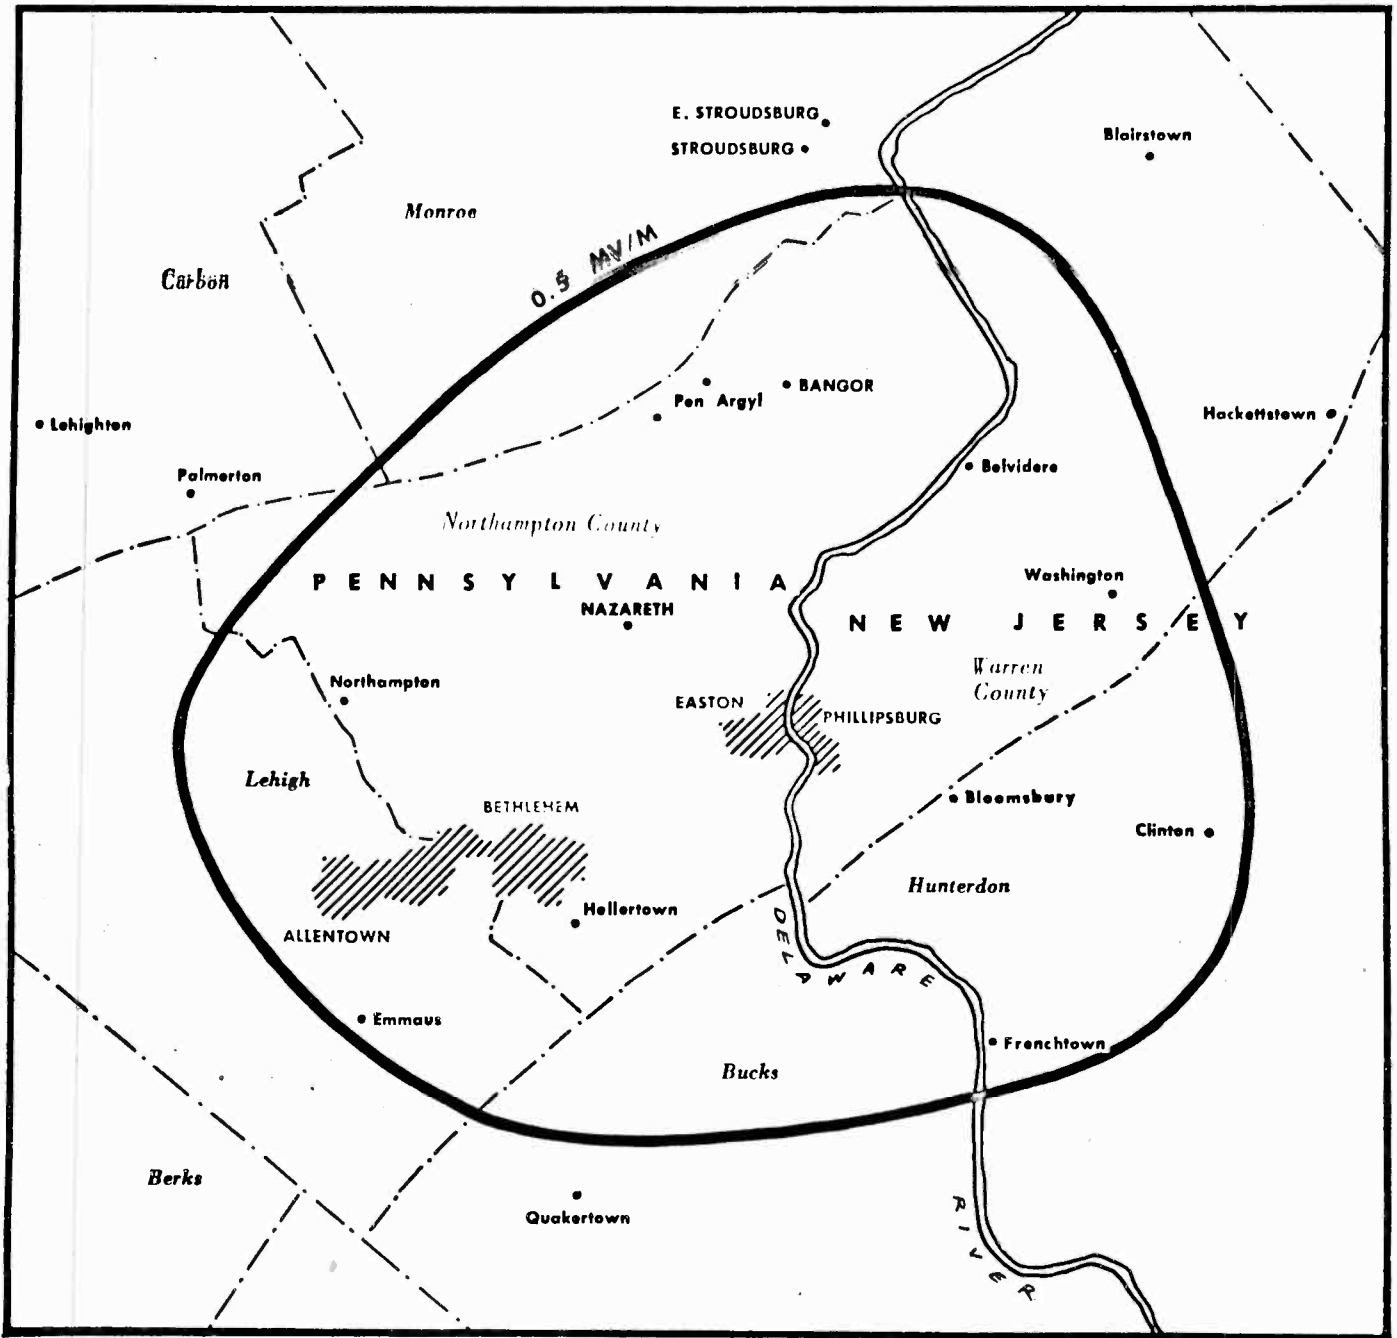 E. STROUDSBURG
STROUDSBURG
Blairstown
Monroe
0.5 MV/M
Carbon
Pen Argyl
BANGOR
Hackettstown
Lehighton
Belvidere
Palmerton
Northampton County
PENNSYLVANIA
Washington
NAZARETH
NEW JERSEY
Warren
County
Northampton
EASTON
PHILLIPSBURG
Lehigh
BETHLEHEM
Bloomsbury
Clinton
Hunterdon
Hellertown
ALLENTOWN
DELAWARE
Emmaus
Frenchtown
Bucks
Berks
Quakertown
RIVER